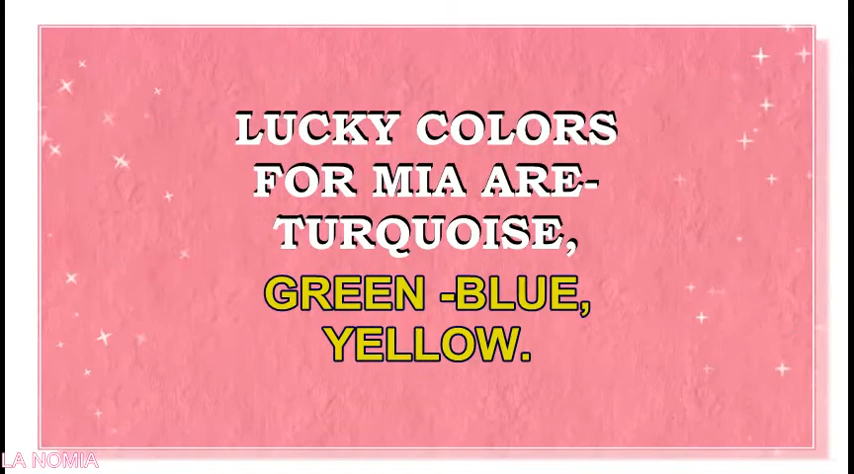 LUCKY COLORS
FOR MIA ARE-
TURQUOISE,
GREEN -BLUE,
YELLOW.
LA NOMIA